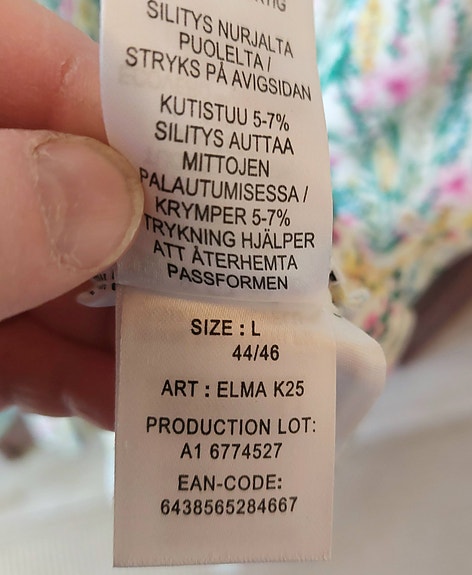 SILITYS NURJALTA
PUOLELTA /
STRYKS PÅ AVIGSIDAN
KUTISTUU 5-7%
SILITYS AUTTAA
MITTOJEN
PALAUTUMISESSA /
KRYMPER 5-7%
TRYKNING HJÄLPER
ATT ÅTERHEMTA
PASSFORMEN
SIZE : L
44/46
ART : ELMA K25
PRODUCTION LOT:
A1 6774527
EAN-CODE:
6438565284667